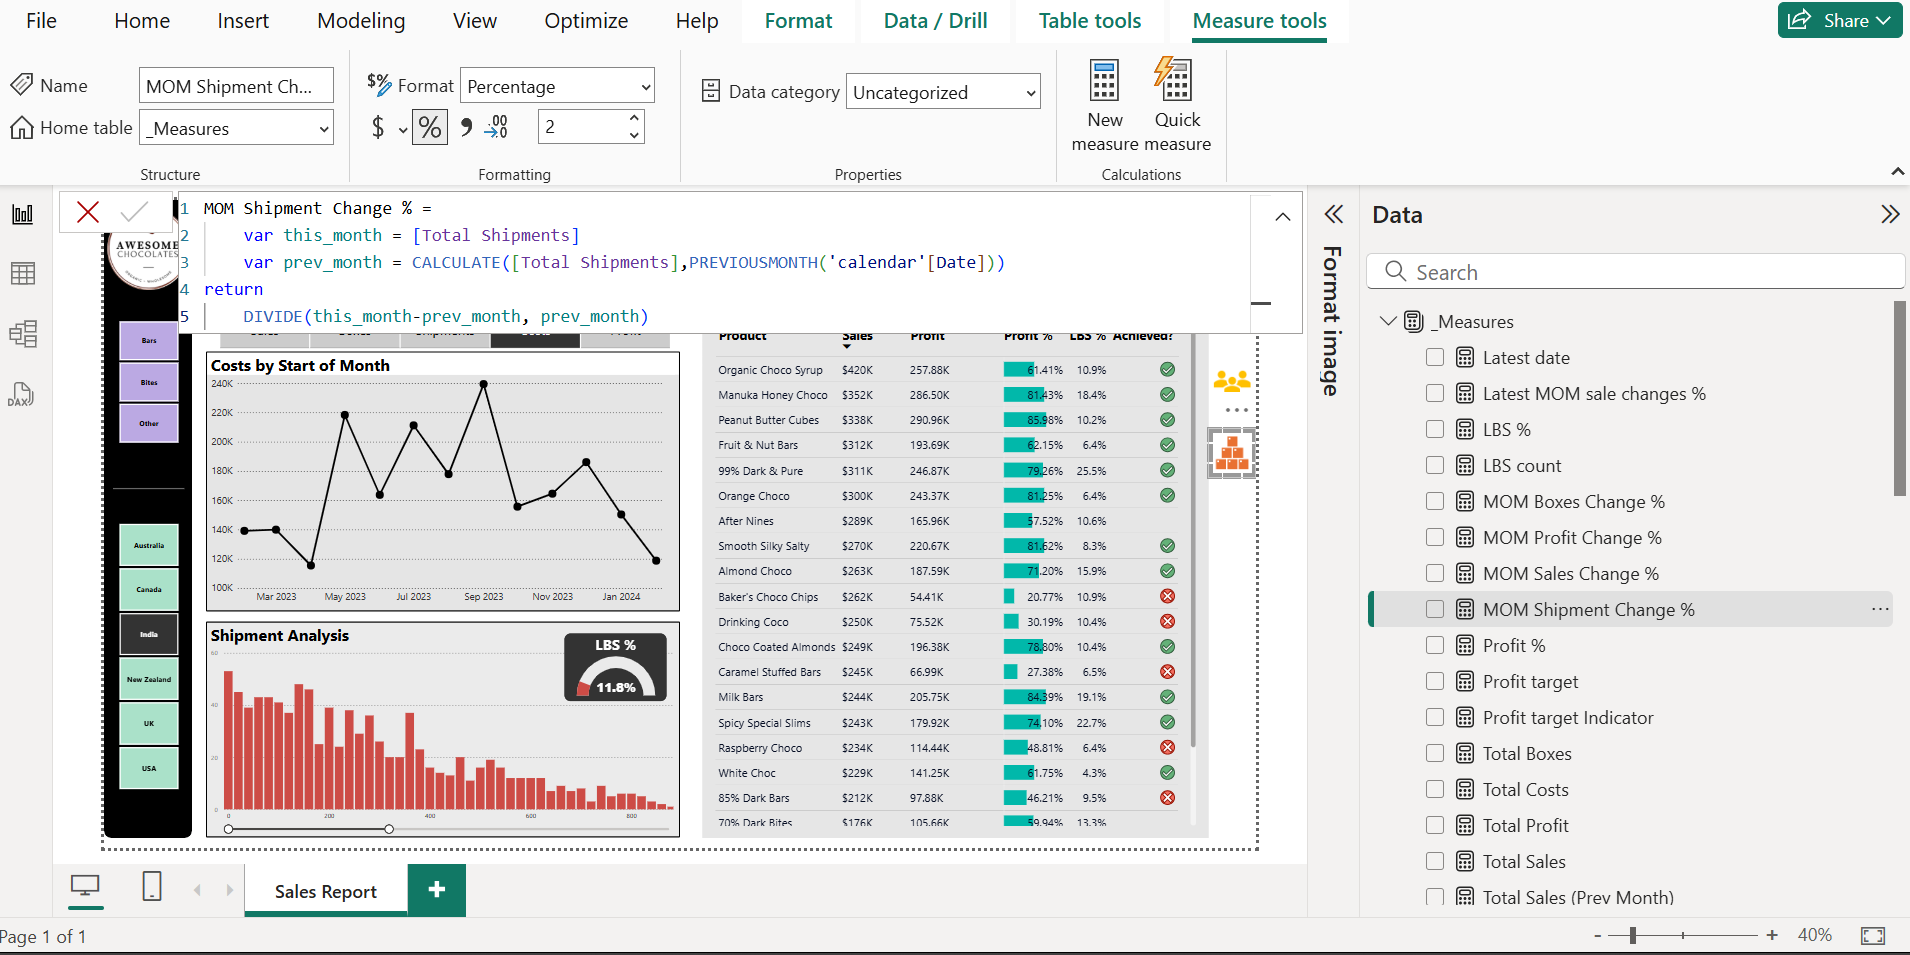 File Home Insert Modeling View Optimize Help Format Data / Drill Table tools Measure tools Share
Name MOM Shipment Ch...
Home table _Measures
Structure
Format Percentage
$ % 2
Formatting
Data category Uncategorized
Properties
New measure
Quick measure
Calculations
1 MOM Shipment Change % =
2 var this_month = [Total Shipments]
3 var prev_month = CALCULATE([Total Shipments],PREVIOUSMONTH('calendar'[Date]))
4 return
5 DIVIDE(this_month-prev_month, prev_month)
AWESOME
CHOCOLATES
Bars
Bites
Other
Australia
Canada
India
New Zealand
UK
USA
Costs by Start of Month
240K
220K
200K
180K
160K
140K
120K
100K
Mar 2023 May 2023 Jul 2023 Sep 2023 Nov 2023 Jan 2024
Shipment Analysis
LBS %
11.8%
60
40
20
0
0 200 400 600 800
Product Sales Profit Profit % LBS % Achieved?
Organic Choco Syrup $420K 257.88K 61.41% 10.9%
Manuka Honey Choco $352K 286.50K 81.43% 18.4%
Peanut Butter Cubes $338K 290.96K 85.98% 10.2%
Fruit & Nut Bars $312K 193.69K 62.15% 6.4%
99% Dark & Pure $311K 246.87K 79.26% 25.5%
Orange Choco $300K 243.37K 81.25% 6.4%
After Nines $289K 165.96K 57.52% 10.6%
Smooth Silky Salty $270K 220.67K 81.62% 8.3%
Almond Choco $263K 187.59K 71.20% 15.9%
Baker's Choco Chips $262K 54.41K 20.77% 10.9%
Drinking Coco $250K 75.52K 30.19% 10.4%
Choco Coated Almonds $249K 196.38K 78.80% 10.4%
Caramel Stuffed Bars $245K 66.99K 27.38% 6.5%
Milk Bars $244K 205.75K 84.39% 19.1%
Spicy Special Slims $243K 179.92K 74.10% 22.7%
Raspberry Choco $234K 114.44K 48.81% 6.4%
White Choc $229K 141.25K 61.75% 4.3%
85% Dark Bars $212K 97.88K 46.21% 9.5%
70% Dark Bites $176K 105.66K 59.94% 13.3%
Format image
Data
Search
_Measures
Latest date
Latest MOM sale changes %
LBS %
LBS count
MOM Boxes Change %
MOM Profit Change %
MOM Sales Change %
MOM Shipment Change %
Profit %
Profit target
Profit target Indicator
Total Boxes
Total Costs
Total Profit
Total Sales
Total Sales (Prev Month)
DAX
Sales Report
Page 1 of 1
- + 40%